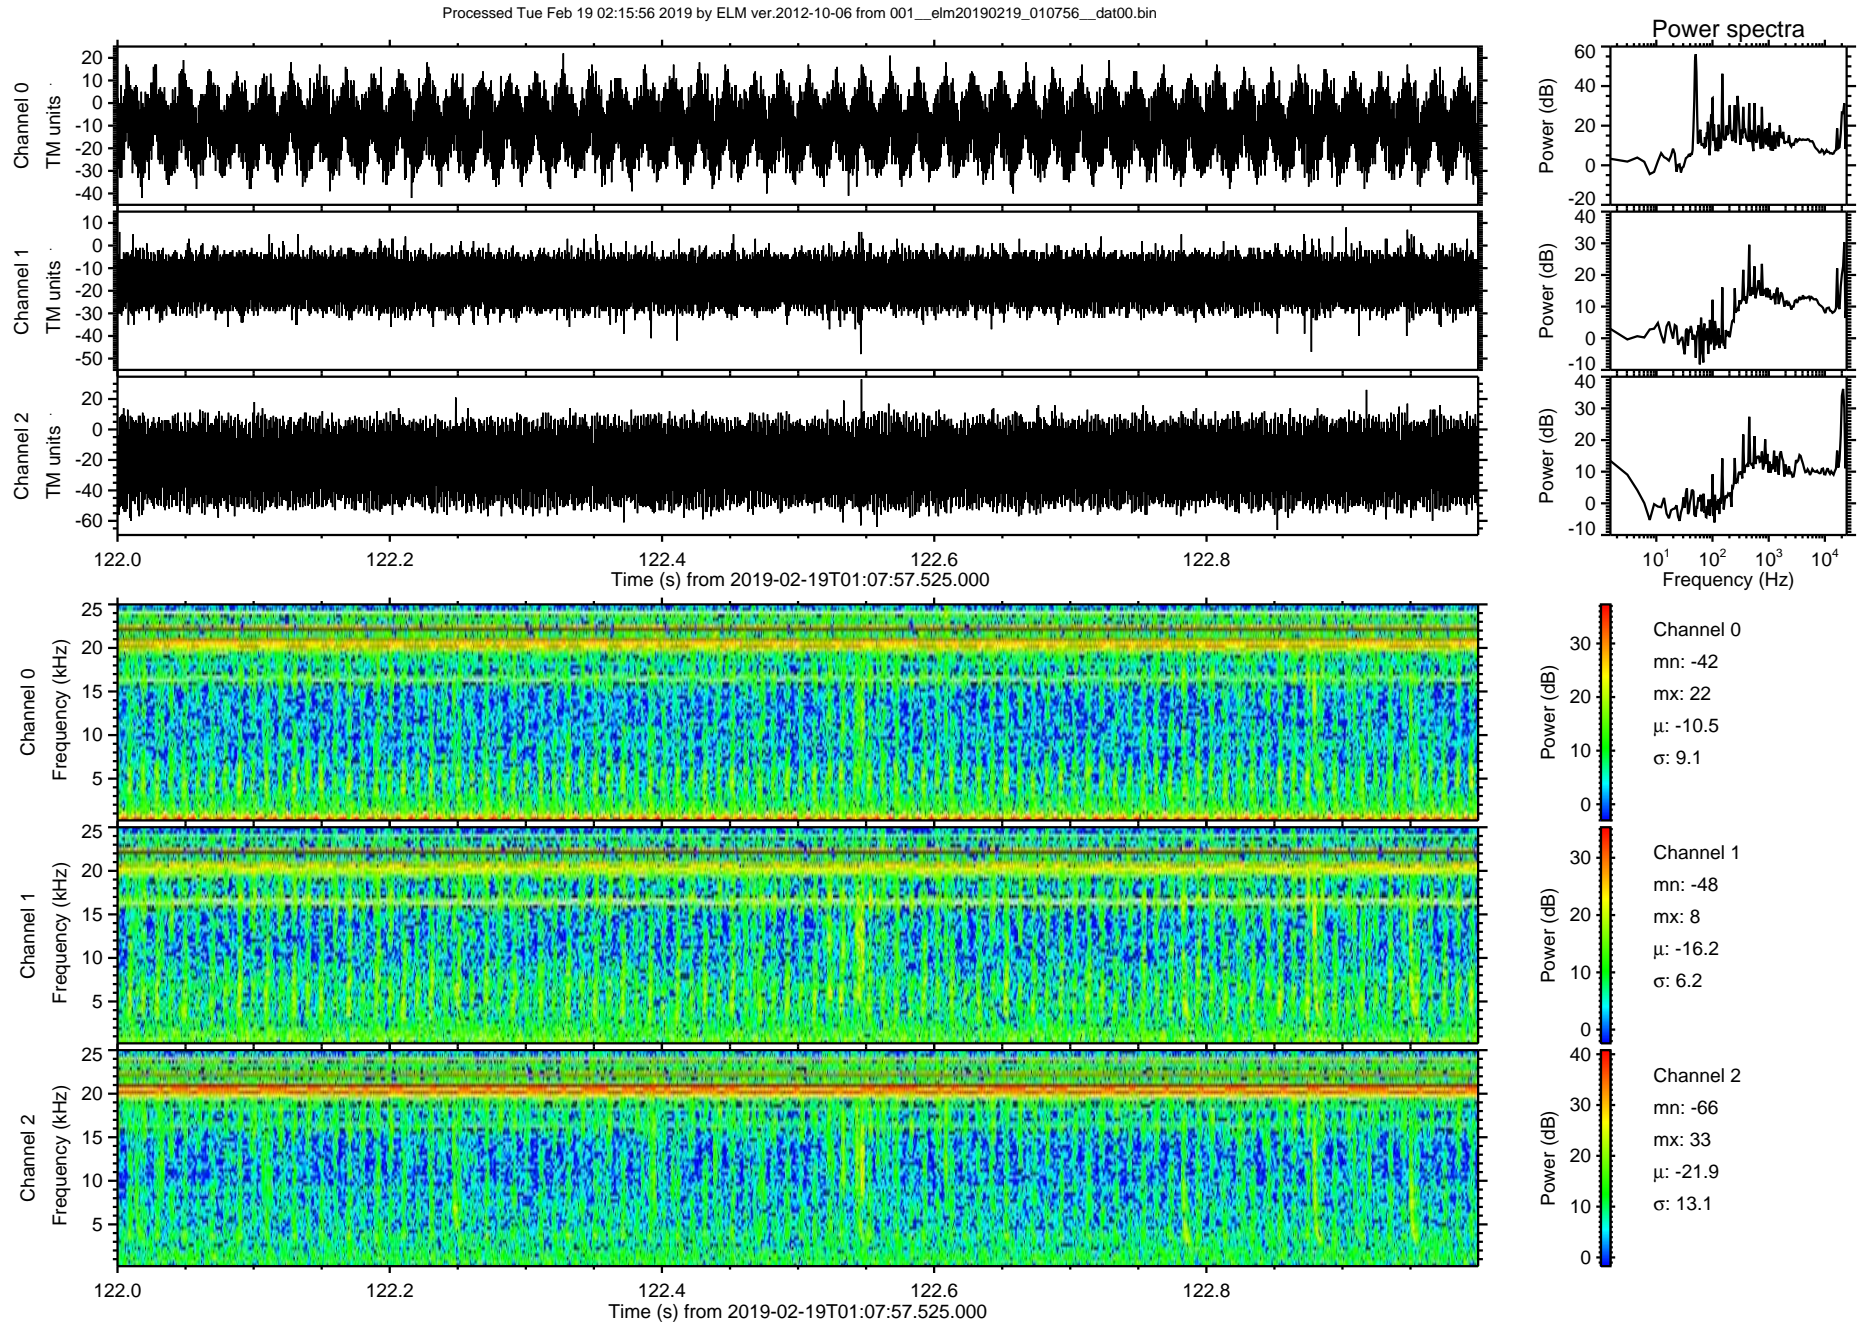 Processed Tue Feb 19 02:15:56 2019 by ELM ver.2012-10-06 from 001__elm20190219_010756__dat00.bin
Power spectra
Channel 0
TM units
20
10
0
-10
-20
-30
-40
Power (dB)
60
40
20
0
-20
Channel 1
TM units
10
0
-10
-20
-30
-40
-50
Power (dB)
40
30
20
10
0
-10
Channel 2
TM units
20
0
-20
-40
-60
Power (dB)
40
30
20
10
0
-10
122.0 122.2 122.4 122.6 122.8
Time (s) from 2019-02-19T01:07:57.525.000
10¹ 10² 10³ 10⁴
Frequency (Hz)
Channel 0
Frequency (kHz)
25
20
15
10
5
Power (dB)
30
20
10
0
Channel 0
mn: -42
mx: 22
μ: -10.5
σ: 9.1
Channel 1
Frequency (kHz)
25
20
15
10
5
Power (dB)
30
20
10
0
Channel 1
mn: -48
mx: 8
μ: -16.2
σ: 6.2
Channel 2
Frequency (kHz)
25
20
15
10
5
Power (dB)
40
30
20
10
0
Channel 2
mn: -66
mx: 33
μ: -21.9
σ: 13.1
122.0 122.2 122.4 122.6 122.8
Time (s) from 2019-02-19T01:07:57.525.000